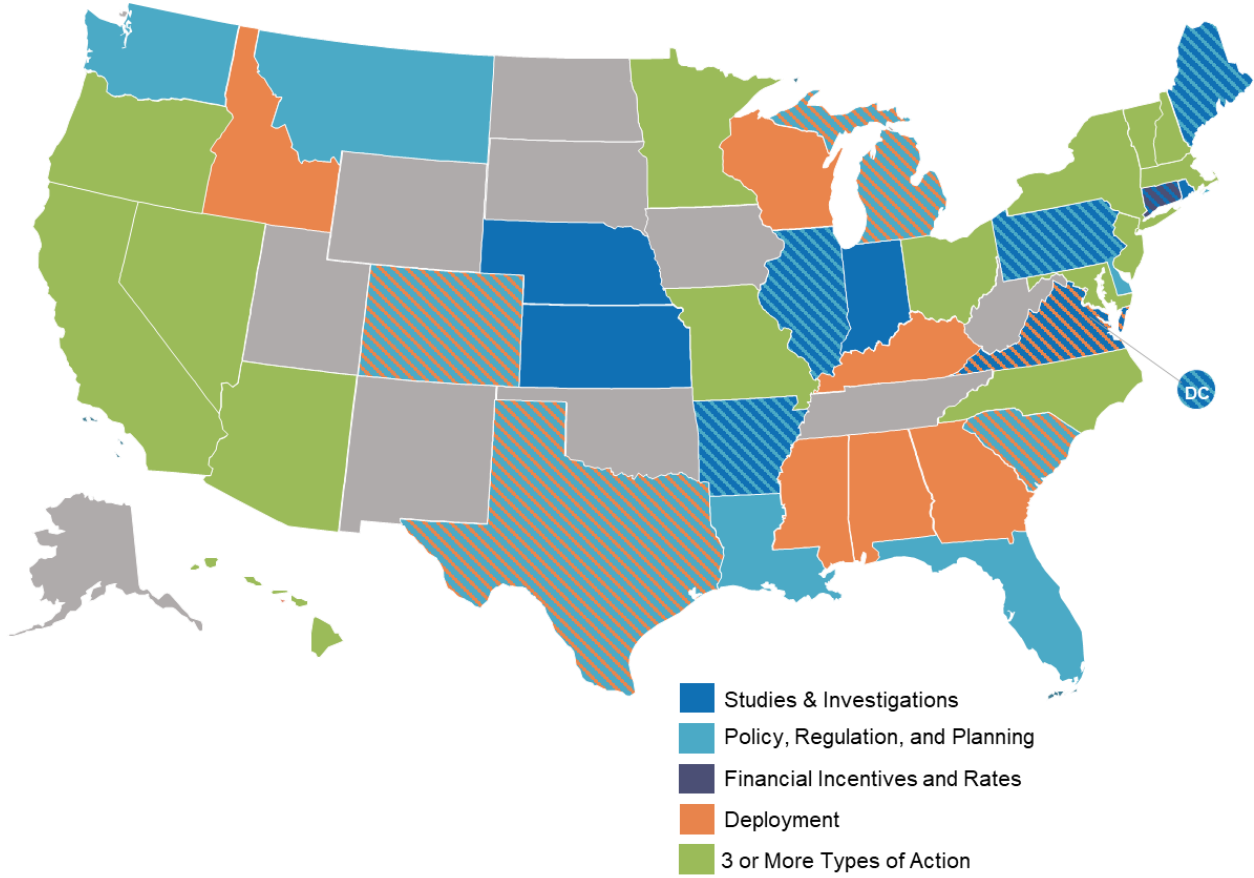 DC
Studies & Investigations
Policy, Regulation, and Planning
Financial Incentives and Rates
Deployment
3 or More Types of Action